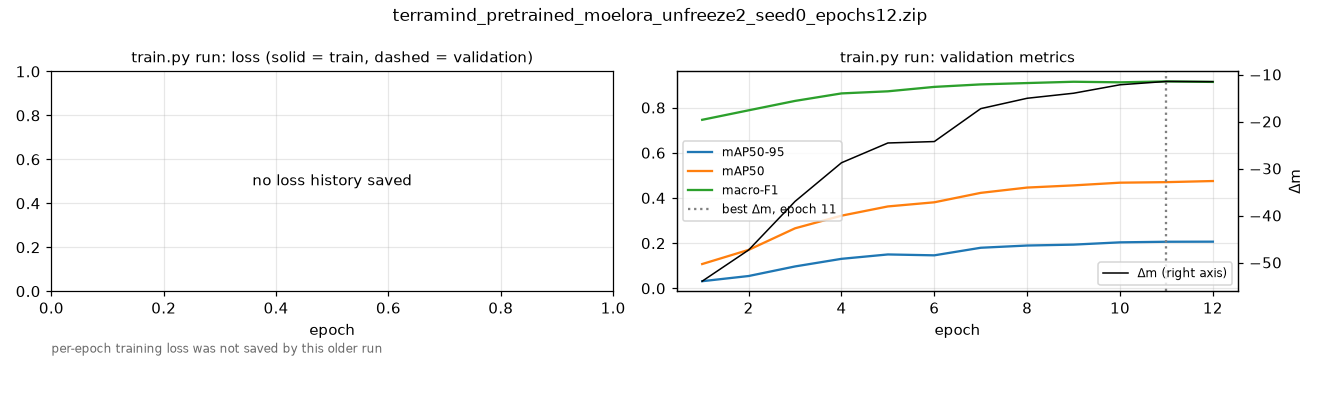 terramind_pretrained_moelora_unfreeze2_seed0_epochs12.zip
train.py run: loss (solid = train, dashed = validation)
1.0
0.8
0.6
0.4
0.2
0.0
no loss history saved
0.0 0.2 0.4 0.6 0.8 1.0
epoch
per-epoch training loss was not saved by this older run
train.py run: validation metrics
0.8
0.6
0.4
0.2
0.0
mAP50-95
mAP50
macro-F1
best Δm, epoch 11
Δm (right axis)
−10
−20
−30
−40
−50
Δm
2 4 6 8 10 12
epoch